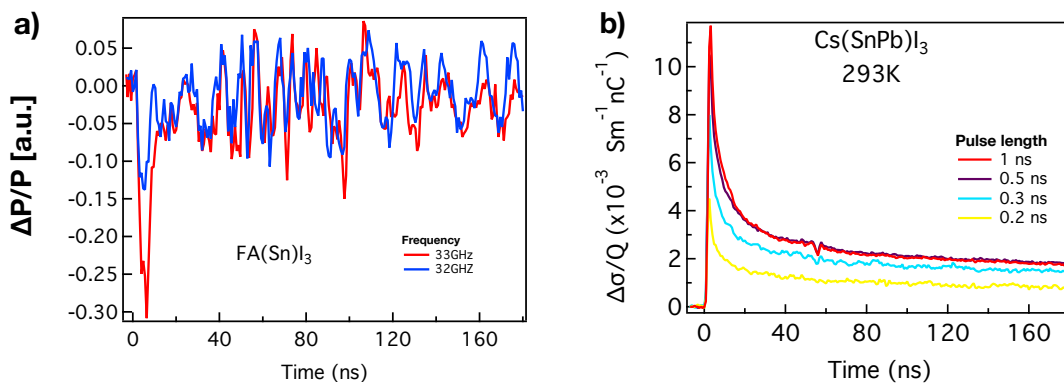 a)
ΔP/P [a.u.]
0.05
0.00
-0.05
-0.10
-0.15
-0.20
-0.25
-0.30
FA(Sn)I₃
Frequency
33GHz
32GHZ
0
40
80
120
160
Time (ns)
b)
Δσ/Q (x10⁻³ Sm⁻¹nC⁻¹)
10
8
6
4
2
0
Cs(SnPb)I₃
293K
Pulse length
1 ns
0.5 ns
0.3 ns
0.2 ns
0
40
80
120
160
Time (ns)